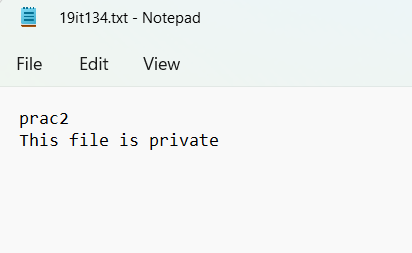 19it134.txt - Notepad
File Edit View
prac2
This file is private